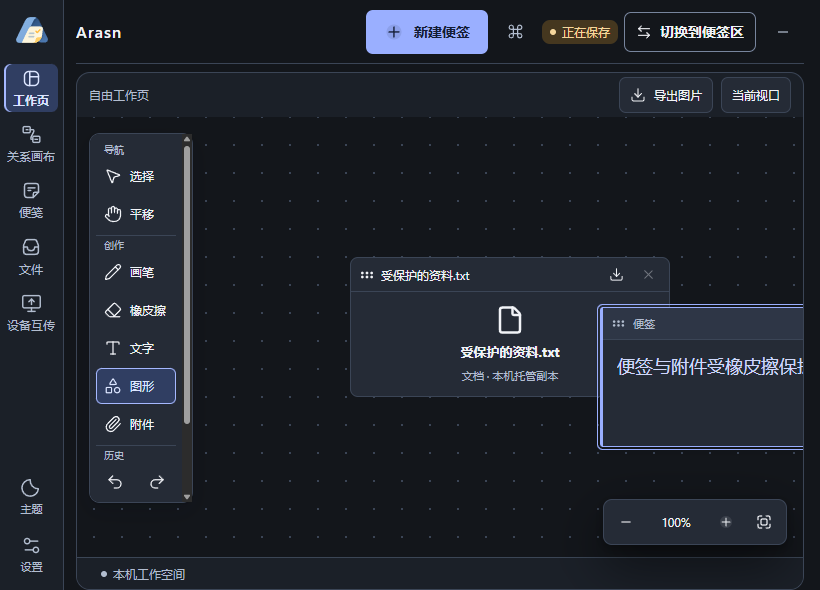 Arasn
新建便签
正在保存
切换到便签区
工作页
关系画布
便笺
文件
设备互传
主题
设置
自由工作页
导出图片
当前视口
导航
选择
平移
创作
画笔
橡皮擦
文字
图形
附件
历史
受保护的资料.txt
受保护的资料.txt
文档 · 本机托管副本
便签
便签与附件受橡皮擦保护
100%
本机工作空间